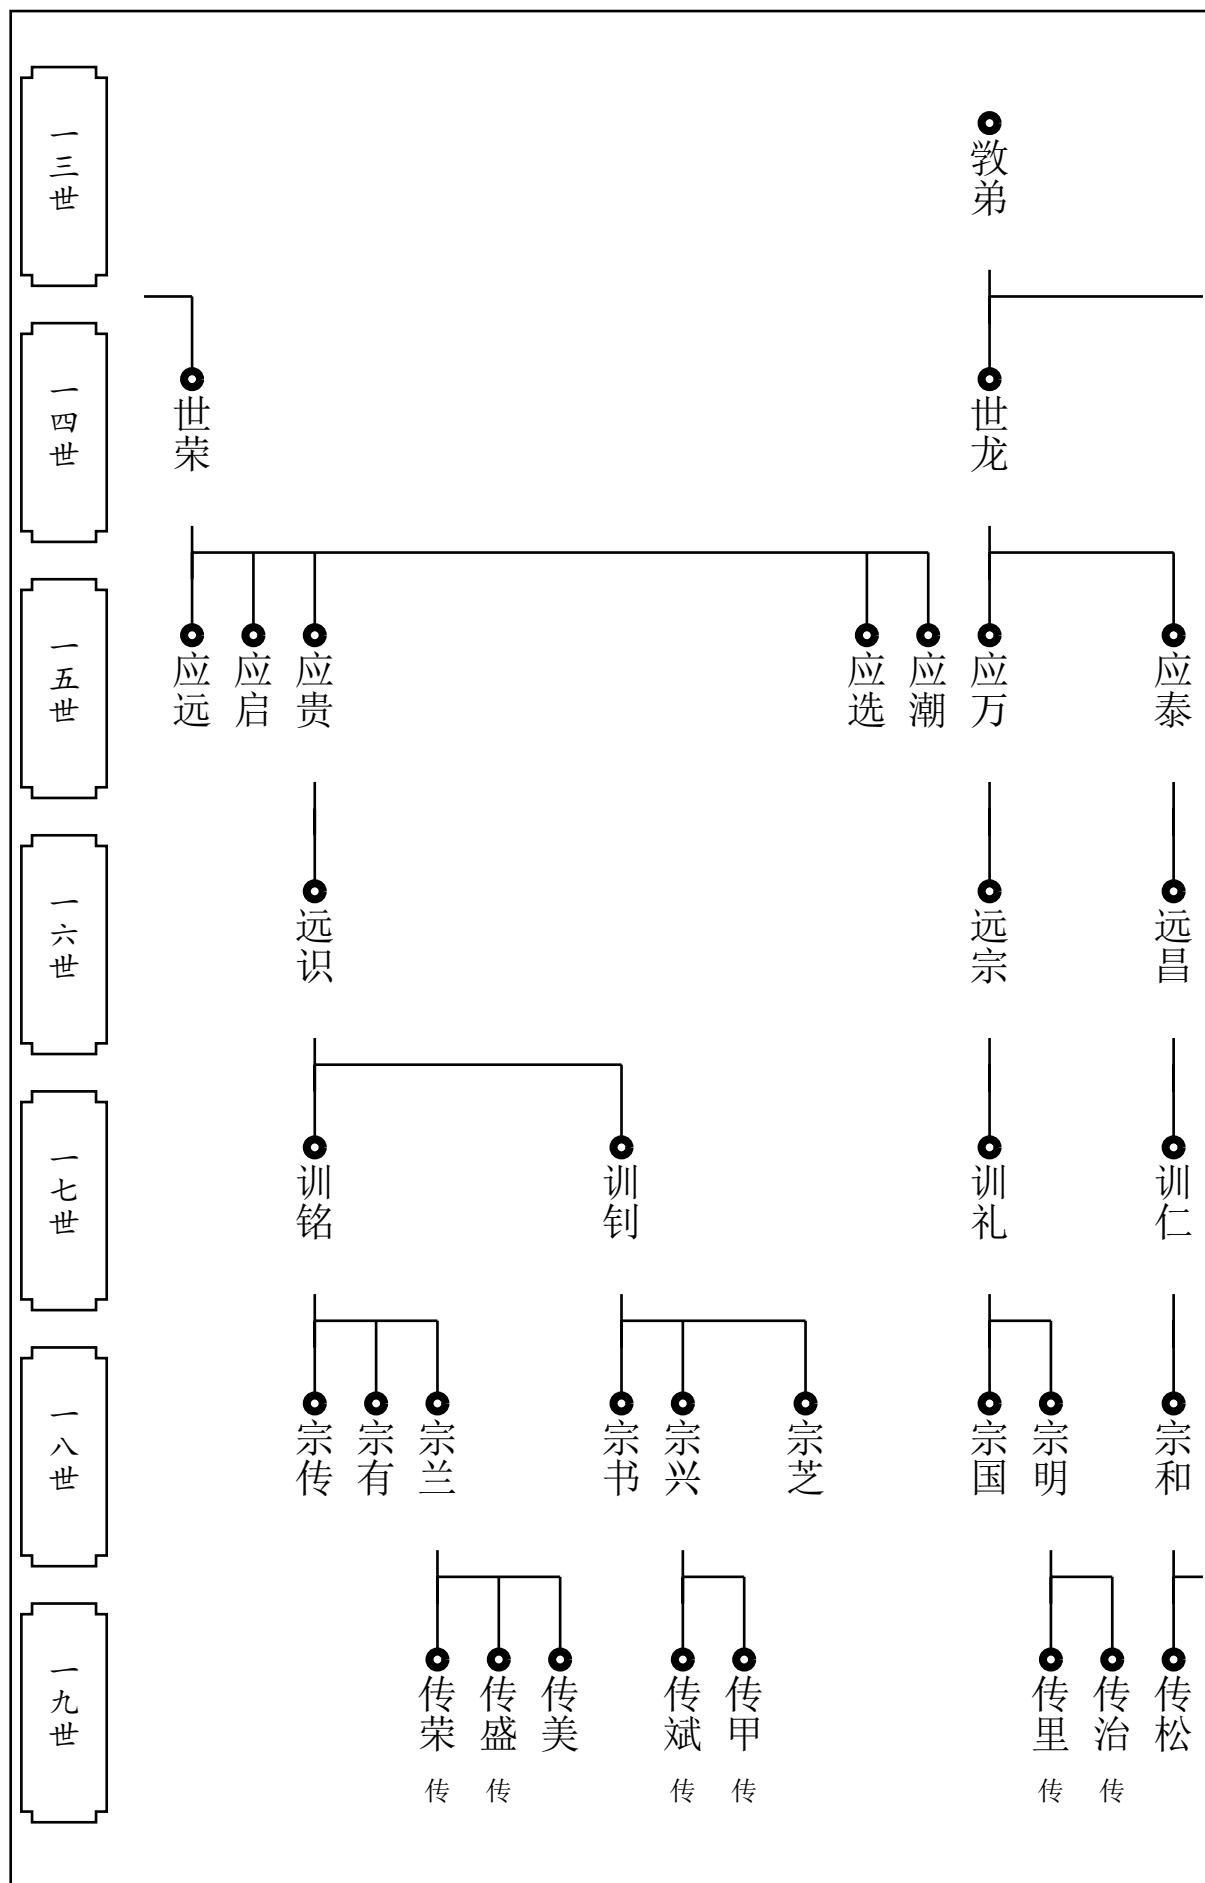 一三世
敩弟
一四世
世荣
世龙
一五世
应远
应启
应贵
应选
应潮
应万
应泰
一六世
远识
远宗
远昌
一七世
训铭
训钊
训礼
训仁
一八世
宗传
宗有
宗兰
宗书
宗兴
宗芝
宗国
宗明
宗和
一九世
传荣
传盛
传美
传斌
传甲
传里
传治
传松
传
传
传
传
传
传